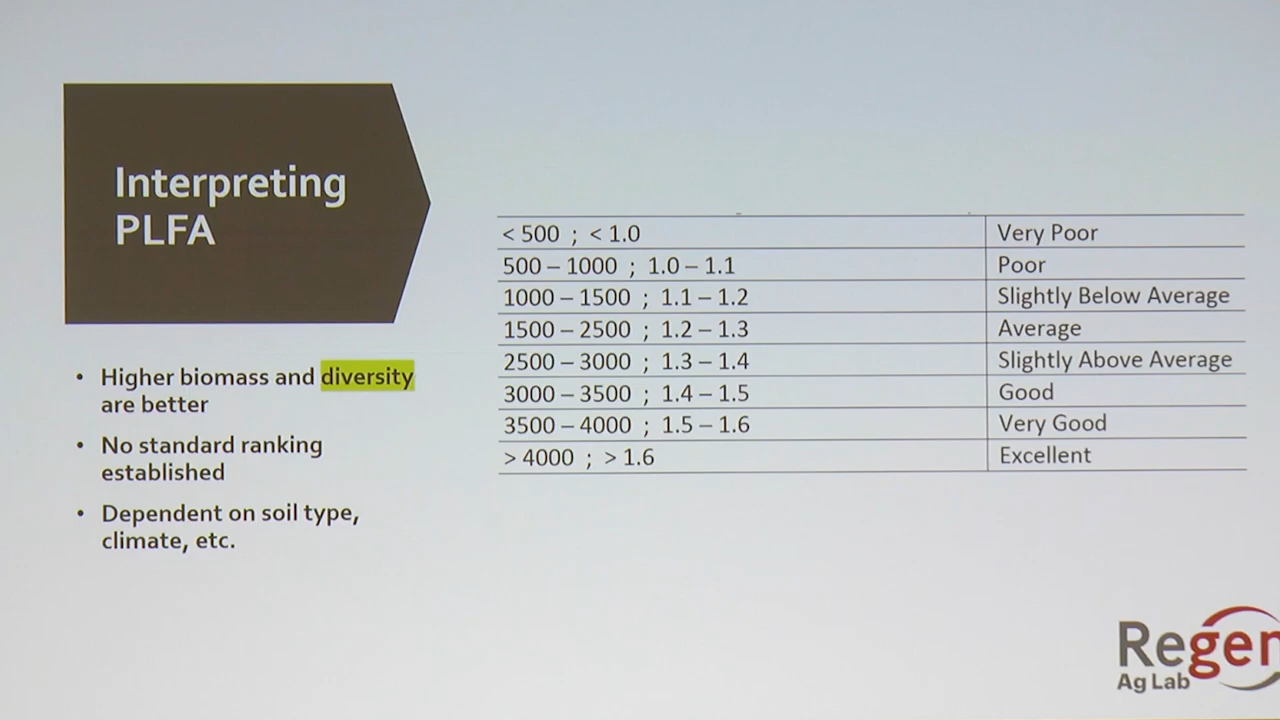 Interpreting
PLFA
• Higher biomass and diversity
are better
• No standard ranking
established
• Dependent on soil type,
climate, etc.
< 500 ; < 1.0 Very Poor
500 – 1000 ; 1.0 – 1.1 Poor
1000 – 1500 ; 1.1 – 1.2 Slightly Below Average
1500 – 2500 ; 1.2 – 1.3 Average
2500 – 3000 ; 1.3 – 1.4 Slightly Above Average
3000 – 3500 ; 1.4 – 1.5 Good
3500 – 4000 ; 1.5 – 1.6 Very Good
> 4000 ; > 1.6 Excellent
Regen
Ag Lab